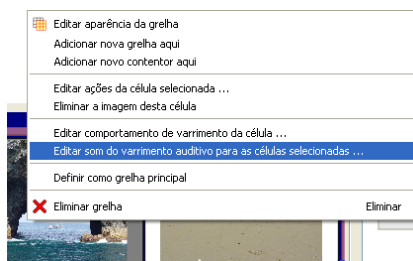 Editar aparência da grelha
Adicionar nova grelha aqui
Adicionar novo contentor aqui
Editar ações da célula selecionada ...
Eliminar a imagem desta célula
Editar comportamento de varrimento da célula ...
Editar som do varrimento auditivo para as células selecionadas ...
Definir como grelha principal
Eliminar grelha Eliminar